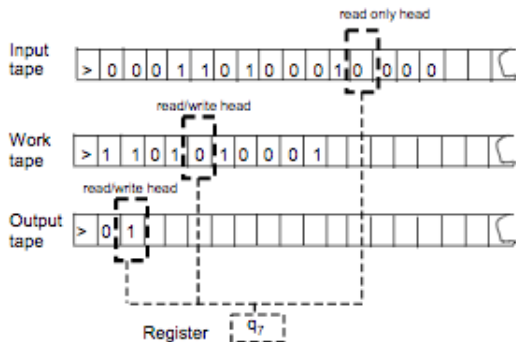 read only head
Input tape
> 0 0 0 1 1 0 1 0 0 0 1 0 0 0 0
read/write head
Work tape
> 1 1 0 1 0 1 0 0 0 1
read/write head
Output tape
> 0 1
Register q₇